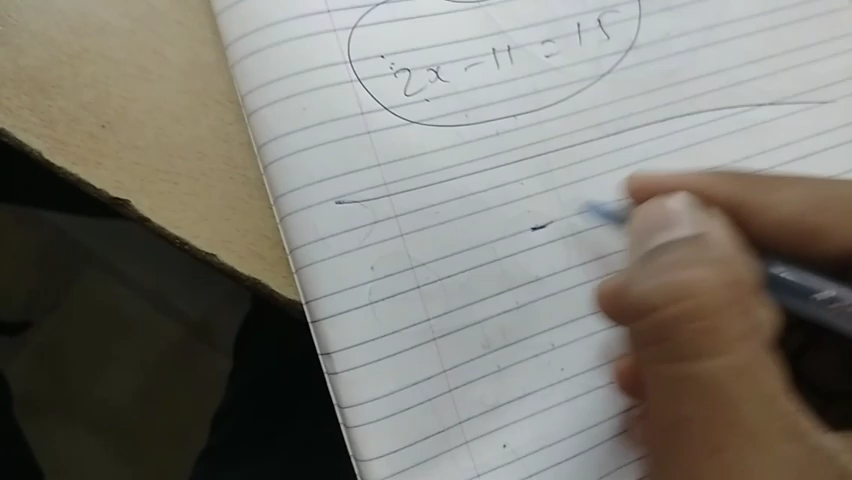 2x - 11 = 15